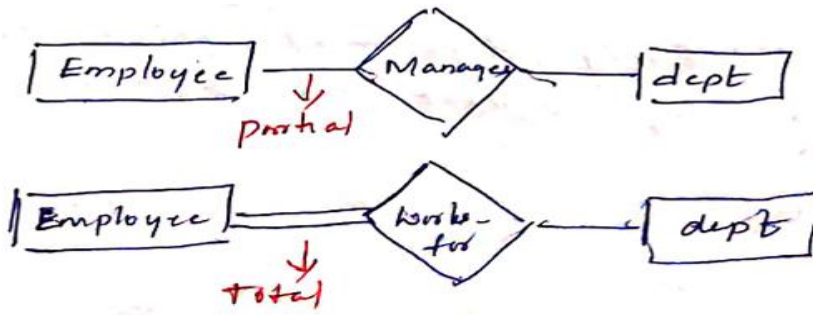 Employee Manages dept
partial
Employee works-for dept
Total